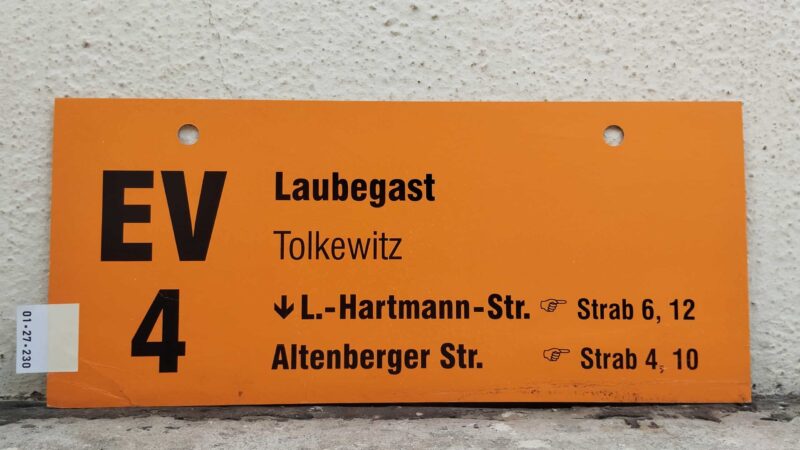 EV
4
Laubegast
Tolkewitz
↓ L.-Hartmann-Str. ☞ Strab 6, 12
Altenberger Str. ☞ Strab 4, 10
01·27·230